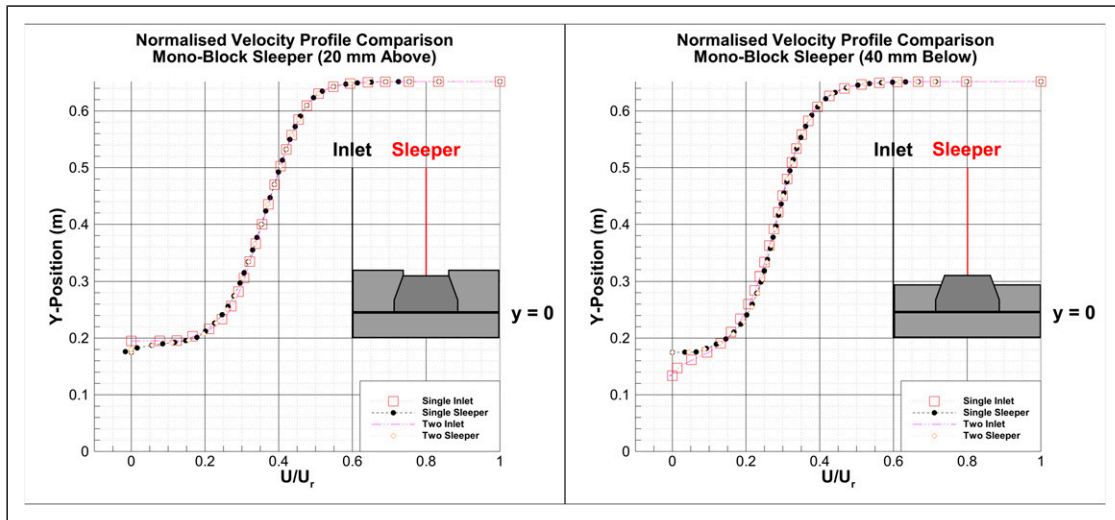 Normalised Velocity Profile Comparison
Mono-Block Sleeper (20 mm Above)
0.6
0.5
0.4
0.3
0.2
0.1
0
Y-Position (m)
Inlet Sleeper
y = 0
Single Inlet
Single Sleeper
Two Inlet
Two Sleeper
0 0.2 0.4 0.6 0.8 1
U/Ur
Normalised Velocity Profile Comparison
Mono-Block Sleeper (40 mm Below)
0.6
0.5
0.4
0.3
0.2
0.1
0
Y-Position (m)
Inlet Sleeper
y = 0
Single Inlet
Single Sleeper
Two Inlet
Two Sleeper
0 0.2 0.4 0.6 0.8 1
U/Ur